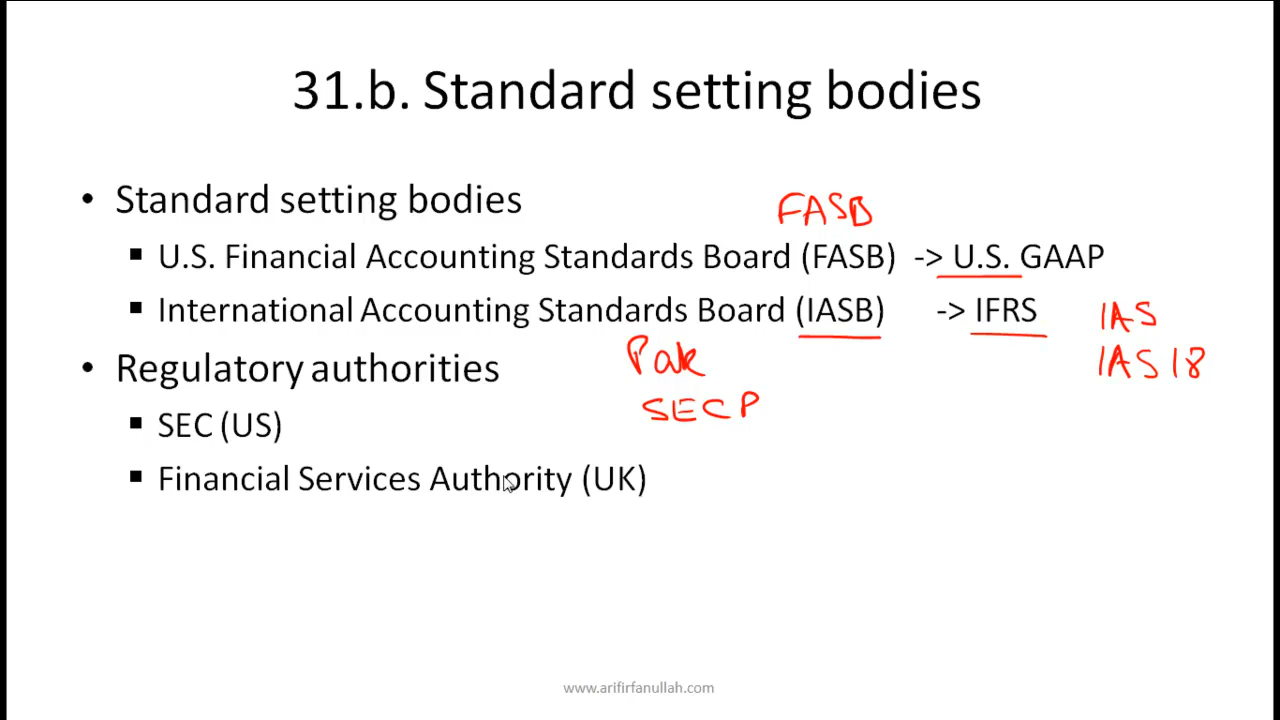 31.b. Standard setting bodies
• Standard setting bodies
FASB
▪ U.S. Financial Accounting Standards Board (FASB) -> U.S. GAAP
▪ International Accounting Standards Board (IASB) -> IFRS IAS
• Regulatory authorities Pak IAS 18
SECP
▪ SEC (US)
▪ Financial Services Authority (UK)
www.arifirfanullah.com